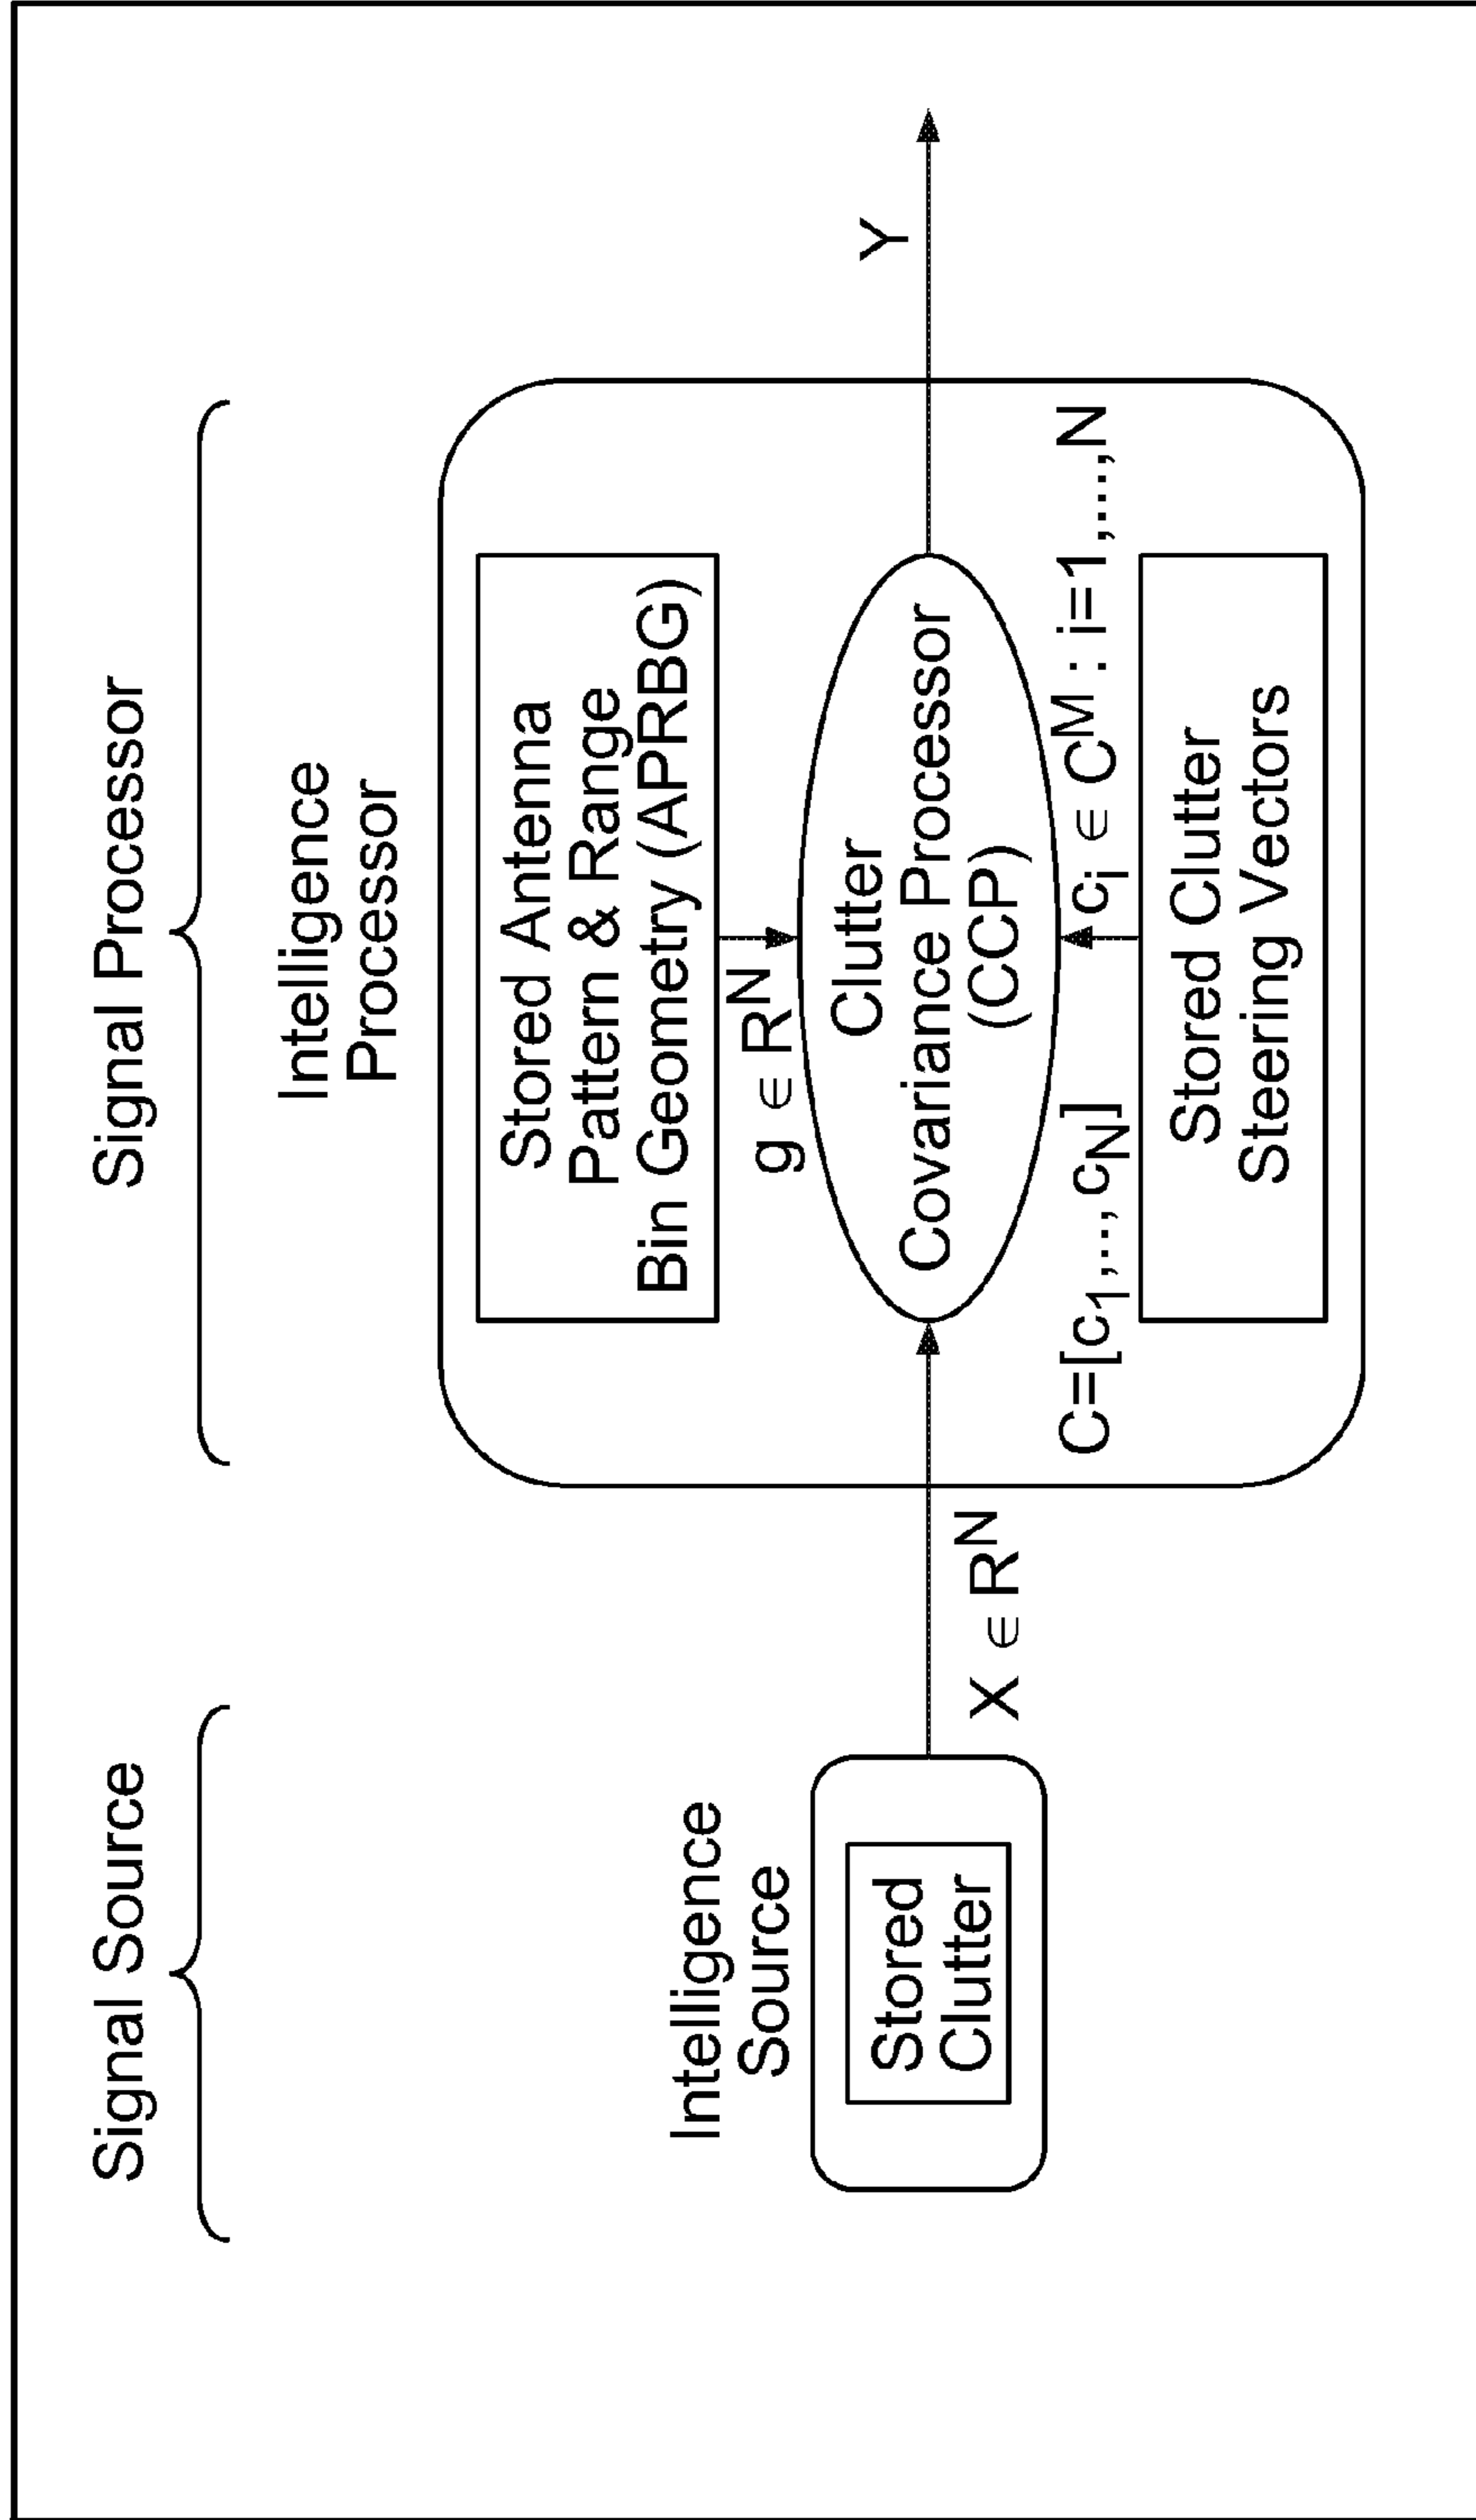 Signal Source
Signal Processor
Intelligence
Source
Stored
Clutter
X ∈ R^N
Intelligence
Processor
Stored Antenna
Pattern & Range
Bin Geometry (APRBG)
g ∈ R^N
Clutter
Covariance Processor
(CCP)
C=[c₁,..,c_N]
c_i ∈ C^M : i=1,...,N
Stored Clutter
Steering Vectors
Y